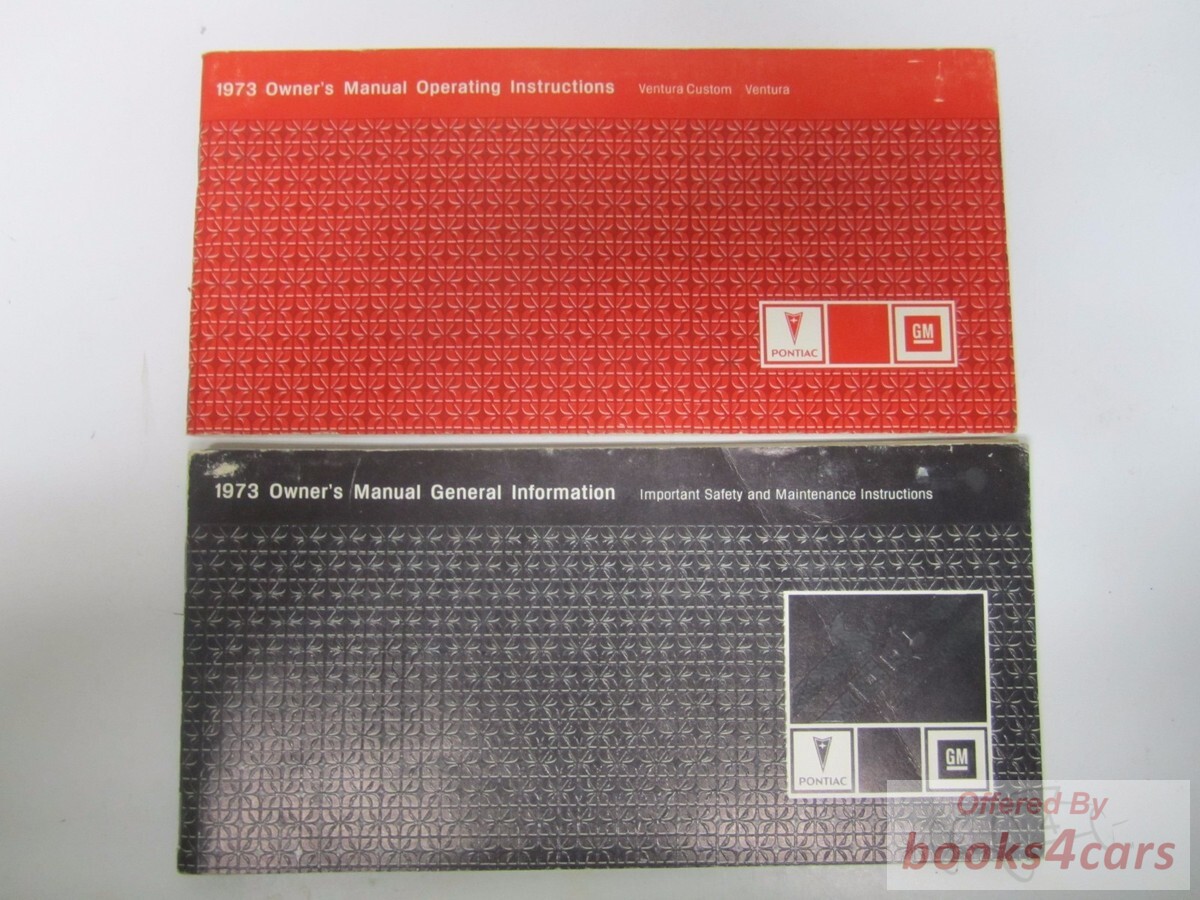 1973 Owner's Manual Operating Instructions Ventura Custom Ventura
PONTIAC GM
1973 Owner's Manual General Information Important Safety and Maintenance Instructions
PONTIAC GM
Offered By
books4cars